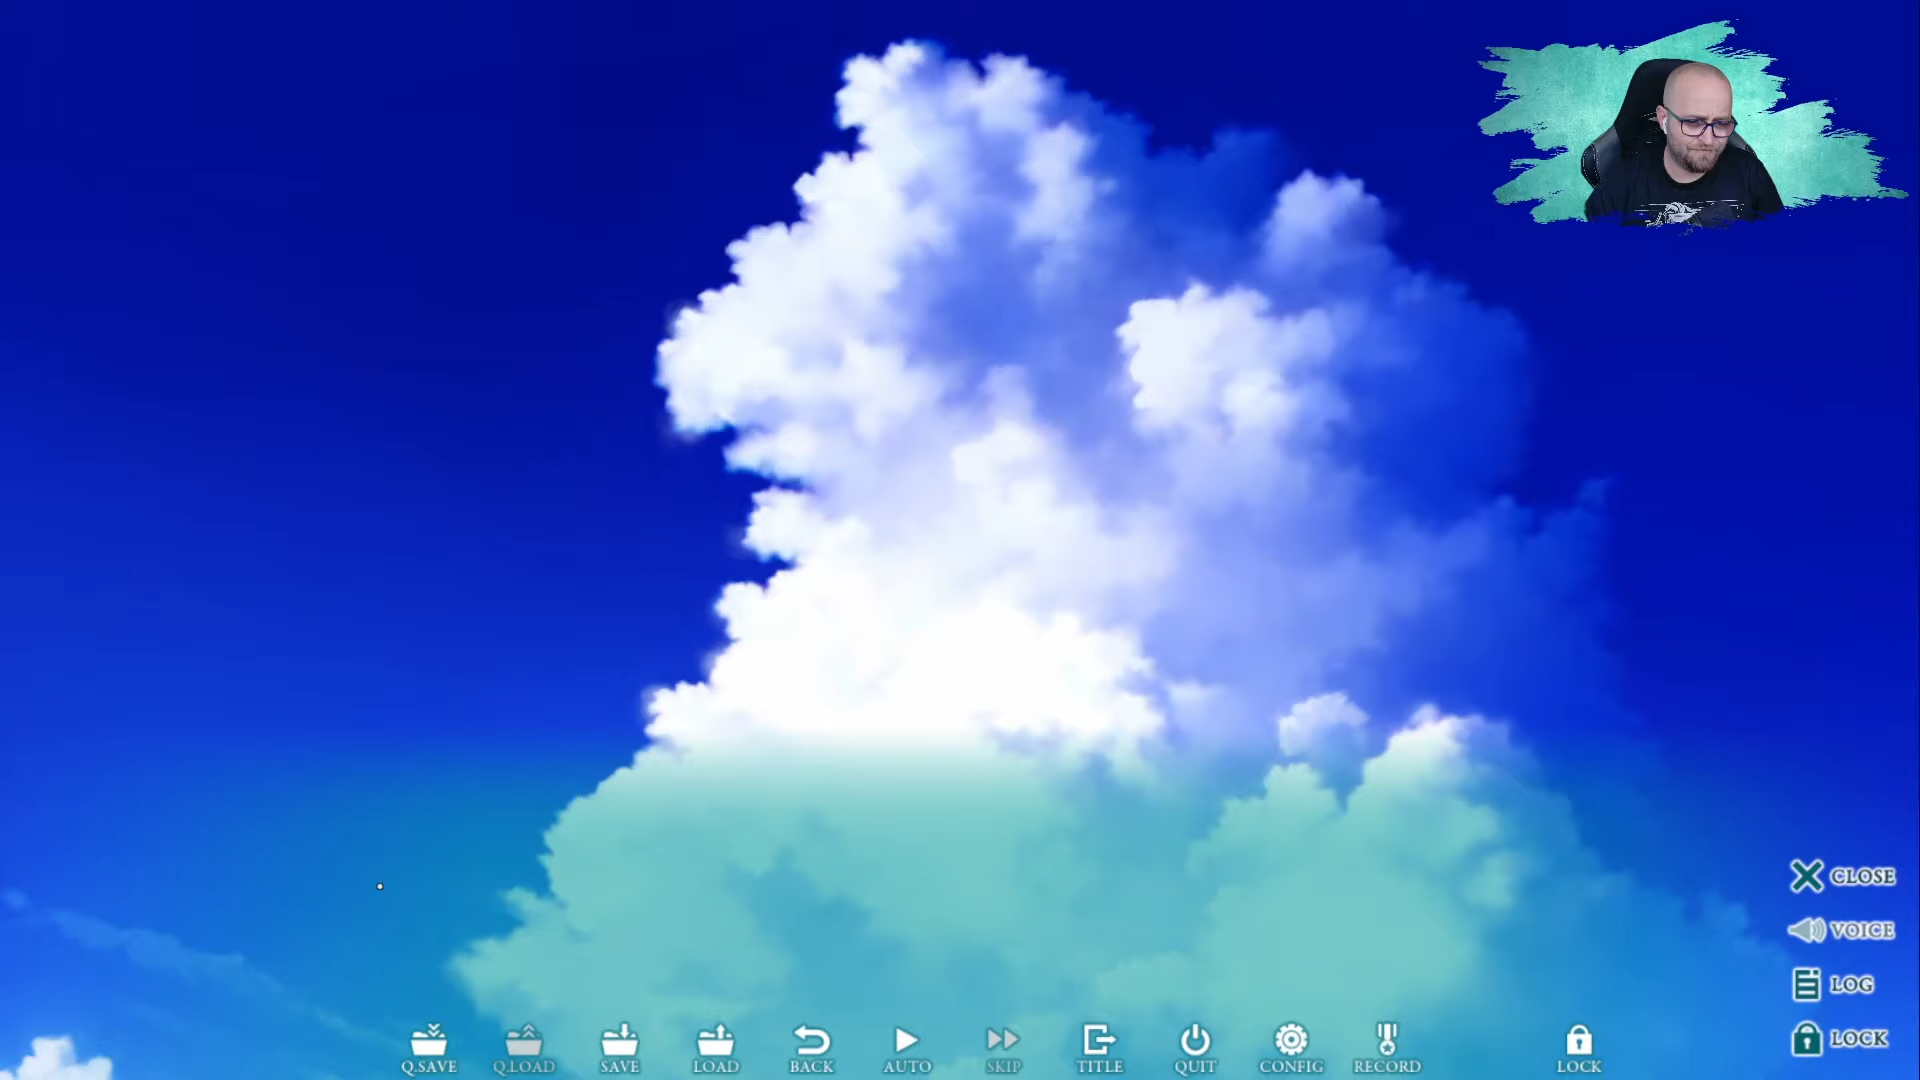 CLOSE
VOICE
LOG
LOCK
Q.SAVE
Q.LOAD
SAVE
LOAD
BACK
AUTO
SKIP
TITLE
QUIT
CONFIG
RECORD
LOCK